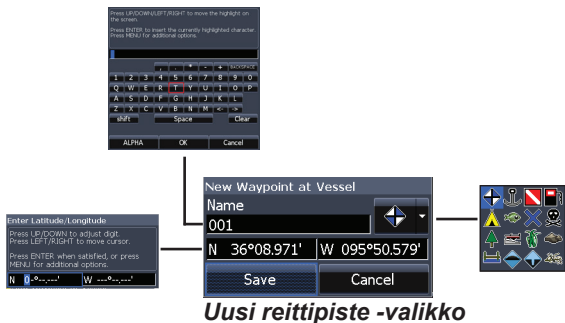 Press UP/DOWN/LEFT/RIGHT to move the highlight on
the screen.
Press ENTER to insert the currently highlighted character.
Press MENU for additional options.
, . * - + BACKSPACE
1 2 3 4 5 6 7 8 9 0
Q W E R T Y U I O P
A S D F G H J K L
Z X C V B N M <- ->
shift Space Clear
ALPHA OK Cancel
New Waypoint at Vessel
Name
001
N 36°08.971' W 095°50.579'
Save Cancel
Enter Latitude/Longitude
Press UP/DOWN to adjust digit.
Press LEFT/RIGHT to move cursor.
Press ENTER when satisfied, or press
MENU for additional options.
N 0-°--.---' W ---°--.---'
Uusi reittipiste -valikko